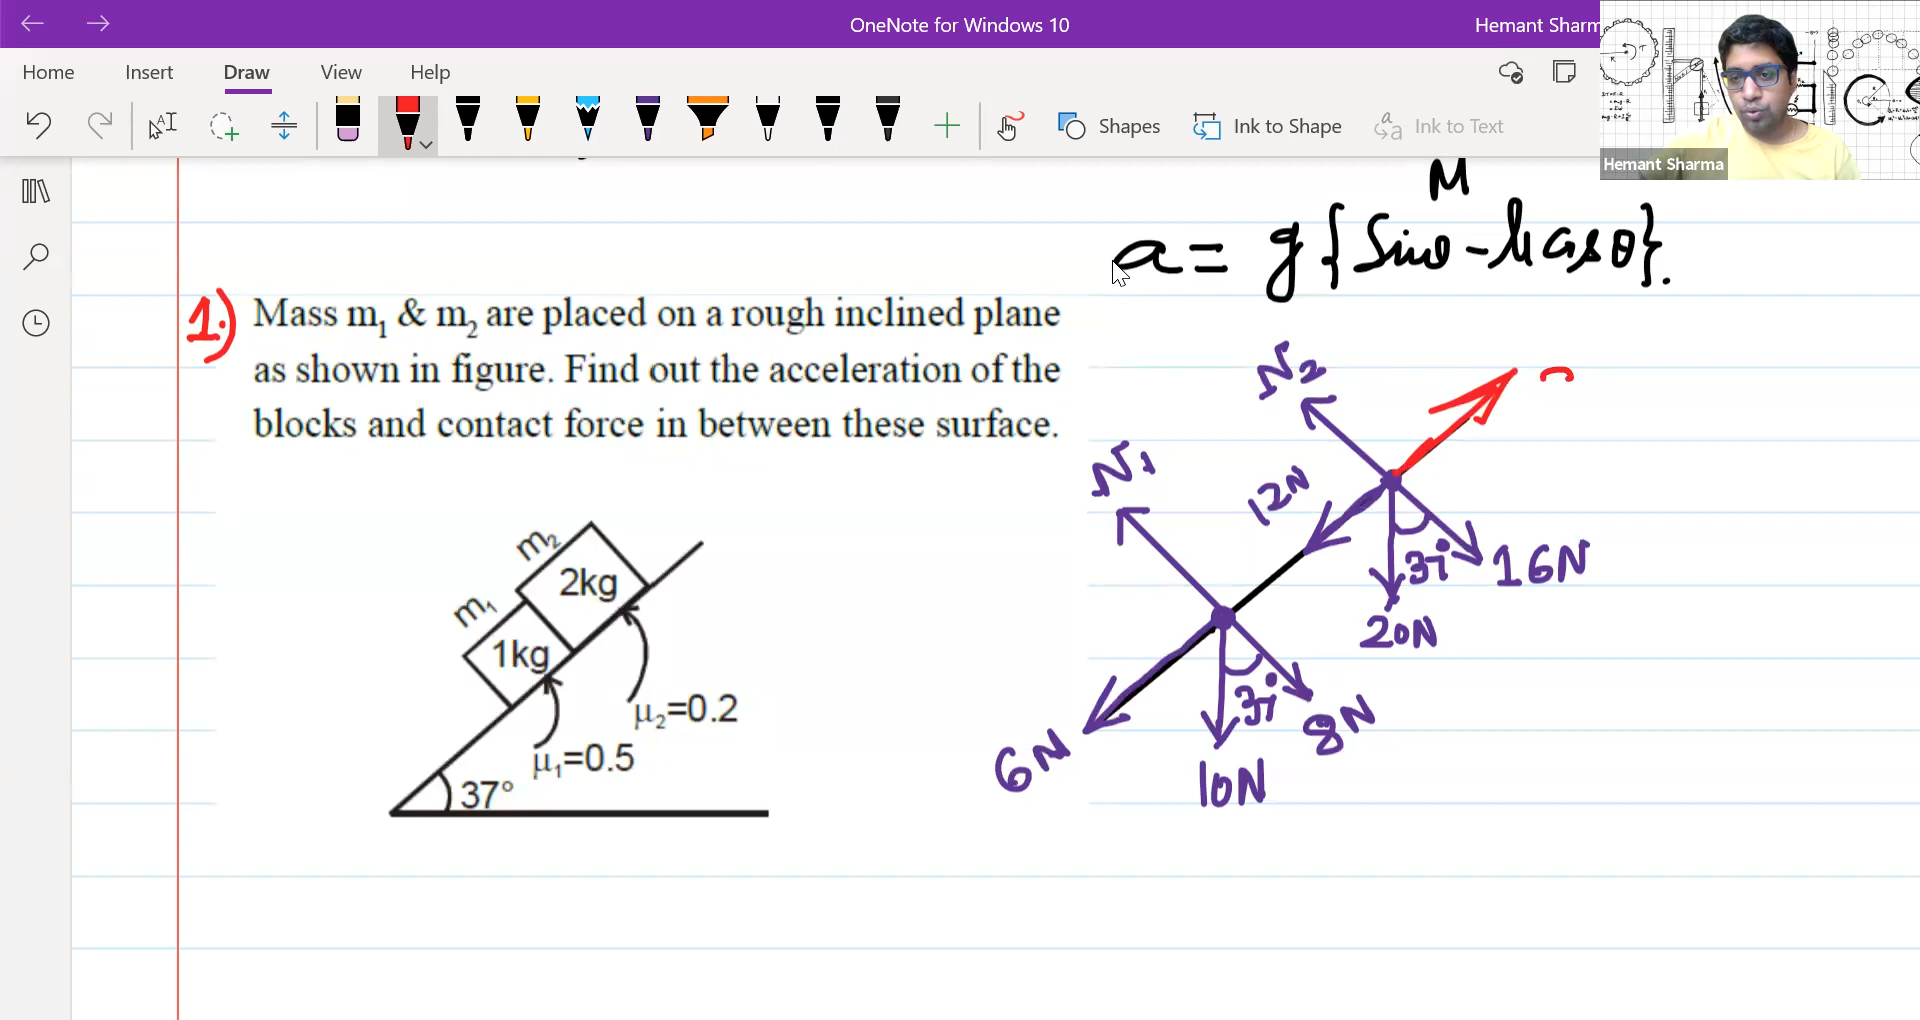 OneNote for Windows 10
Hemant Sharm
Home Insert Draw View Help
Shapes Ink to Shape Ink to Text
Hemant Sharma
M
a = g{Sinθ - μCosθ}.
1.) Mass m₁ & m₂ are placed on a rough inclined plane
as shown in figure. Find out the acceleration of the
blocks and contact force in between these surface.
N₂
N₁
12N
37°
16N
20N
37°
8N
6N
10N
m₂
2kg
m₁
1kg
μ₂=0.2
μ₁=0.5
37°